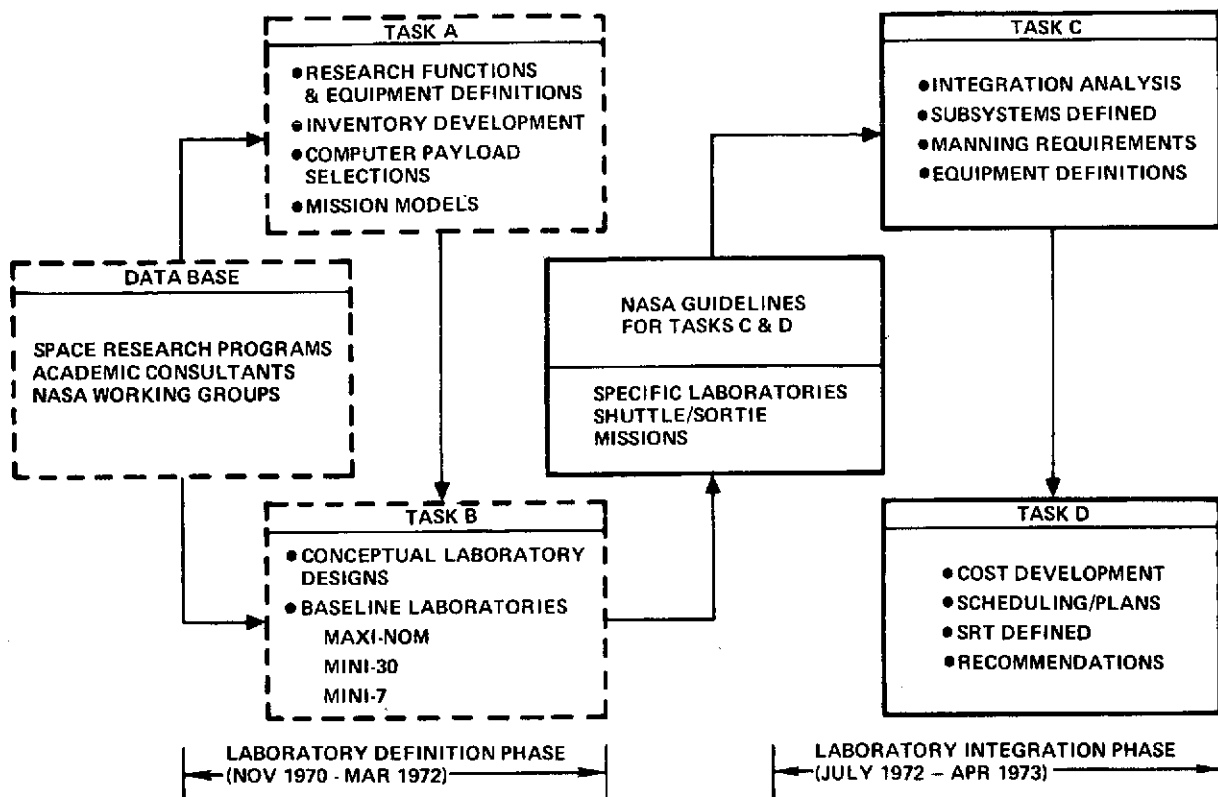 TASK A
●RESEARCH FUNCTIONS
& EQUIPMENT DEFINITIONS
●INVENTORY DEVELOPMENT
●COMPUTER PAYLOAD
SELECTIONS
●MISSION MODELS
DATA BASE
SPACE RESEARCH PROGRAMS
ACADEMIC CONSULTANTS
NASA WORKING GROUPS
TASK B
●CONCEPTUAL LABORATORY
DESIGNS
●BASELINE LABORATORIES
MAXI-NOM
MINI-30
MINI-7
NASA GUIDELINES
FOR TASKS C & D
SPECIFIC LABORATORIES
SHUTTLE/SORTIE
MISSIONS
TASK C
●INTEGRATION ANALYSIS
●SUBSYSTEMS DEFINED
●MANNING REQUIREMENTS
●EQUIPMENT DEFINITIONS
TASK D
●COST DEVELOPMENT
●SCHEDULING/PLANS
●SRT DEFINED
●RECOMMENDATIONS
LABORATORY DEFINITION PHASE
(NOV 1970 - MAR 1972)
LABORATORY INTEGRATION PHASE
(JULY 1972 – APR 1973)